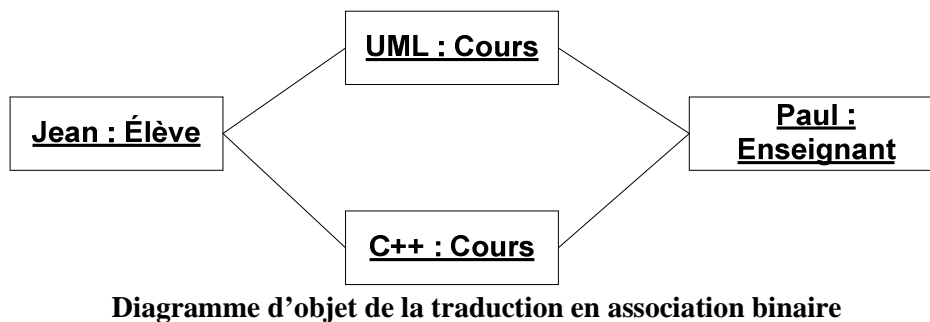 UML : Cours
Jean : Élève
Paul :
Enseignant
C++ : Cours
Diagramme d’objet de la traduction en association binaire